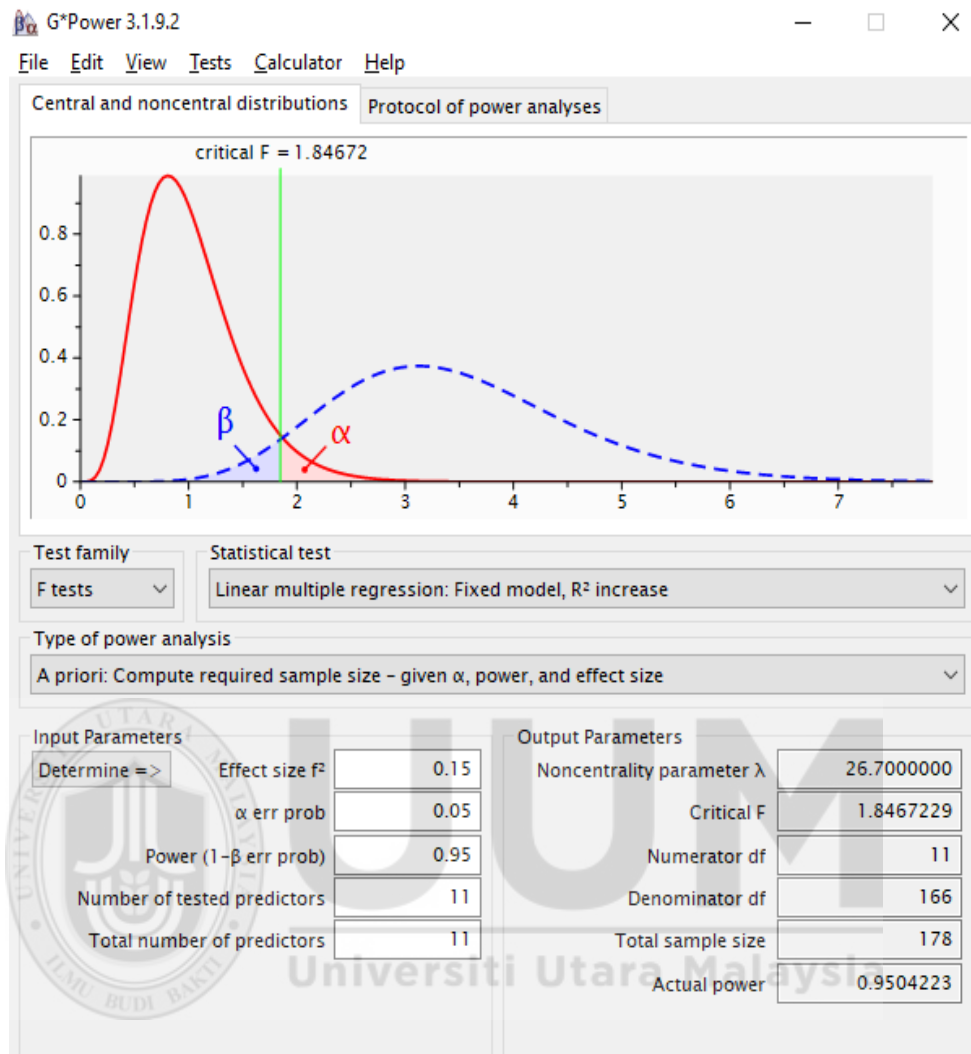 G*Power 3.1.9.2
File Edit View Tests Calculator Help
Central and noncentral distributions Protocol of power analyses
critical F = 1.84672
0.8
0.6
0.4
0.2
0
β
α
0 1 2 3 4 5 6 7
Test family Statistical test
F tests Linear multiple regression: Fixed model, R² increase
Type of power analysis
A priori: Compute required sample size – given α, power, and effect size
Input Parameters Output Parameters
Determine => Effect size f² 0.15 Noncentrality parameter λ 26.7000000
α err prob 0.05 Critical F 1.8467229
Power (1-β err prob) 0.95 Numerator df 11
Number of tested predictors 11 Denominator df 166
Total number of predictors 11 Total sample size 178
Actual power 0.9504223
UUM
Universiti Utara Malaysia
UNIVERSITI UTARA MALAYSIA
ILMU BUDI BAKTI